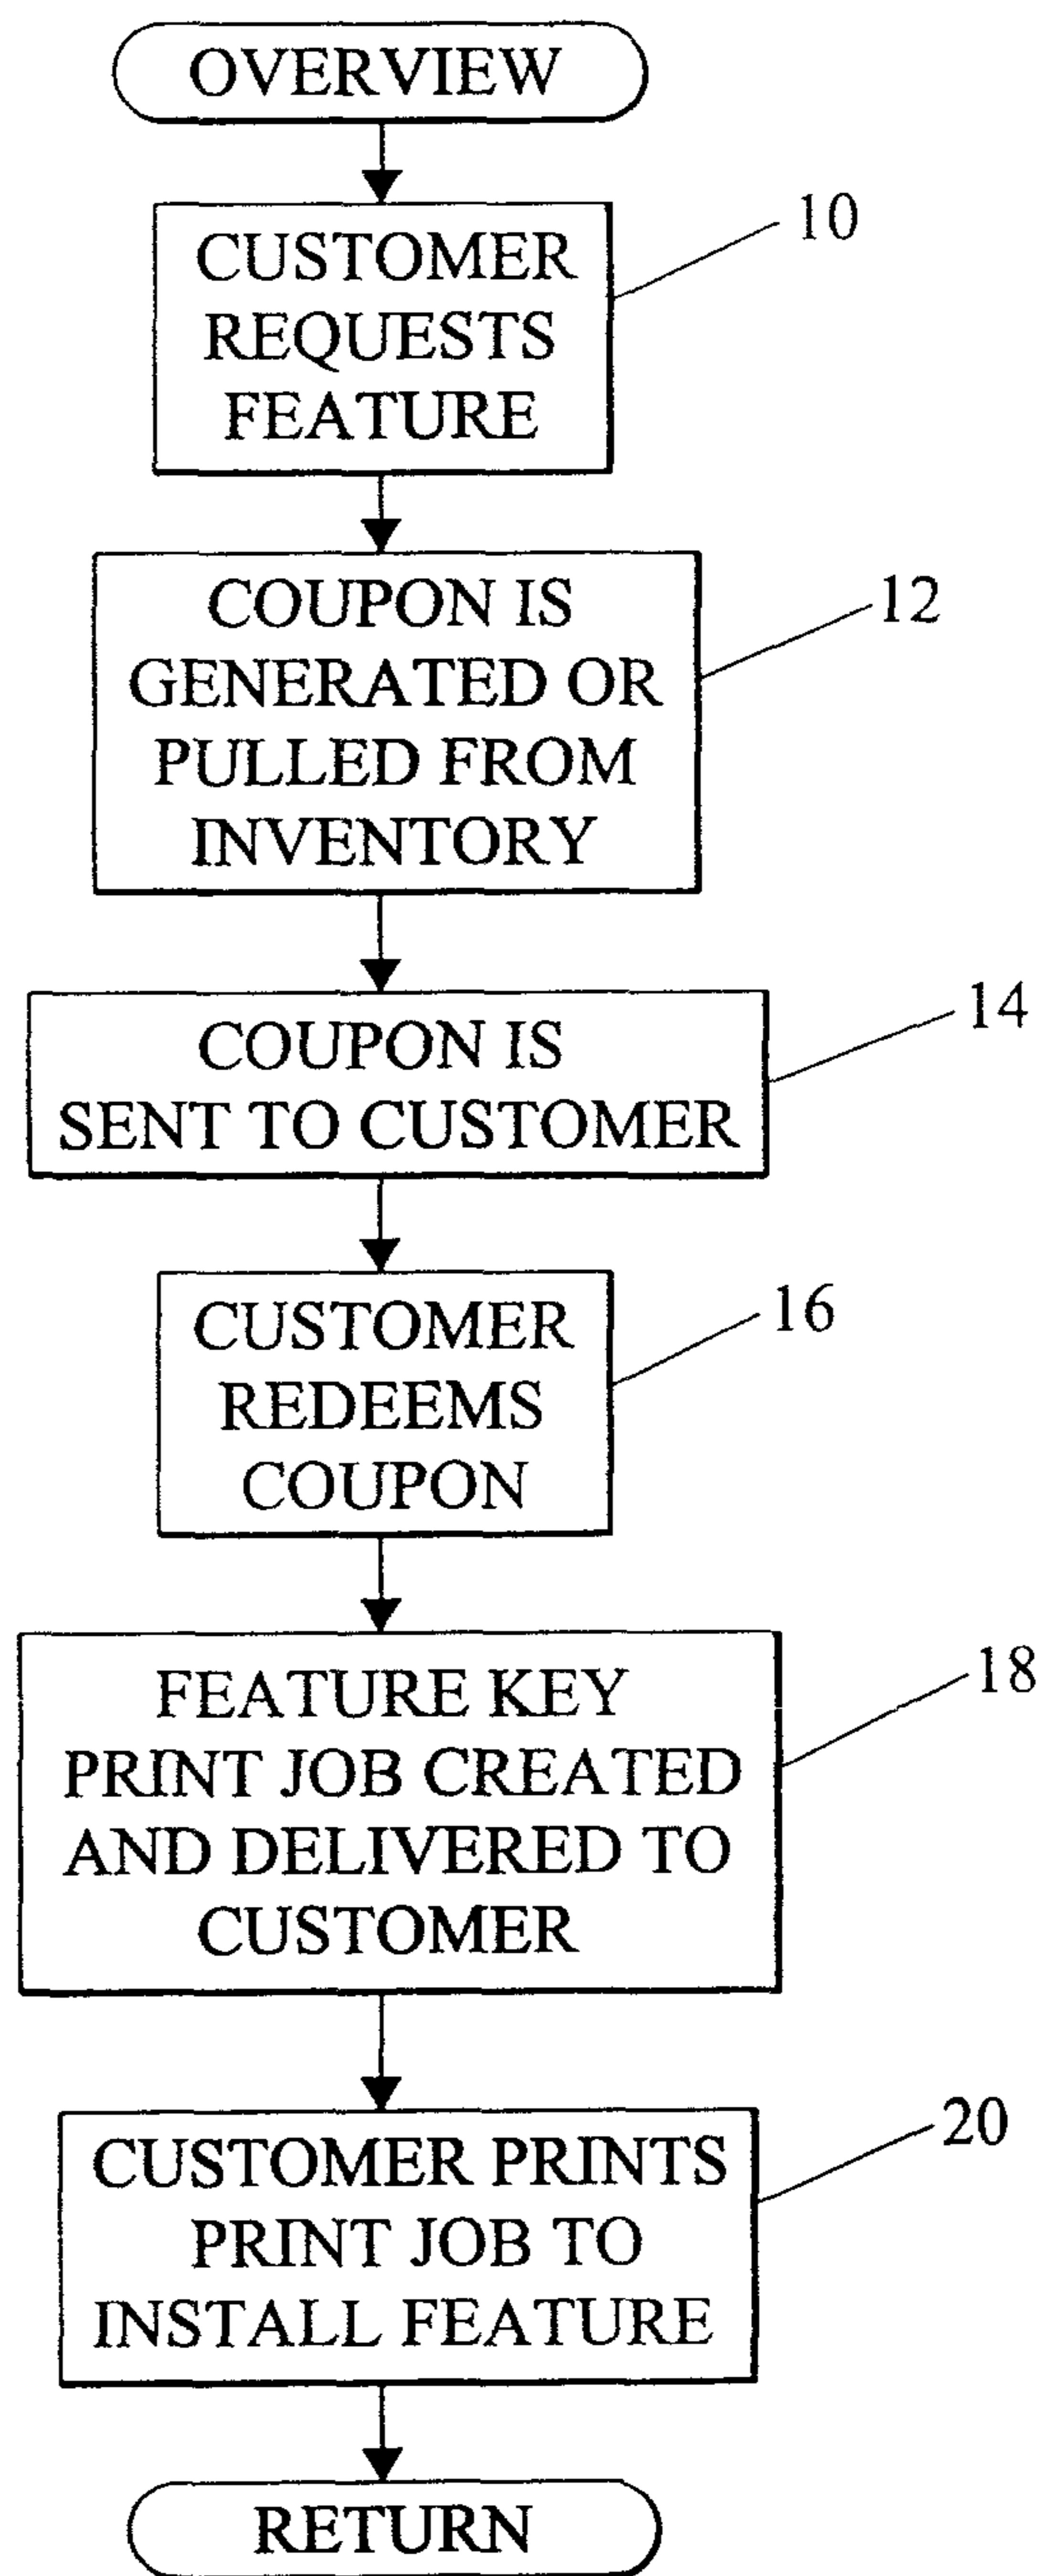 OVERVIEW
10
CUSTOMER
REQUESTS
FEATURE
12
COUPON IS
GENERATED OR
PULLED FROM
INVENTORY
14
COUPON IS
SENT TO CUSTOMER
16
CUSTOMER
REDEEMS
COUPON
18
FEATURE KEY
PRINT JOB CREATED
AND DELIVERED TO
CUSTOMER
20
CUSTOMER PRINTS
PRINT JOB TO
INSTALL FEATURE
RETURN